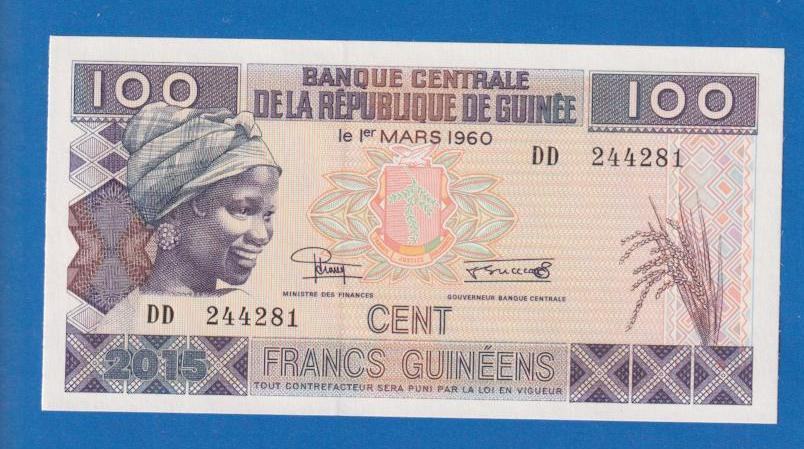 100
BANQUE CENTRALE
DE LA RÉPUBLIQUE DE GUINÉE
100
le 1er MARS 1960
DD 244281
MINISTRE DES FINANCES
GOUVERNEUR BANQUE CENTRALE
DD 244281
CENT
2015
FRANCS GUINÉENS
TOUT CONTREFACTEUR SERA PUNI PAR LA LOI EN VIGUEUR